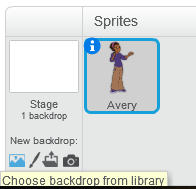 Sprites
Avery
Stage
1 backdrop
New backdrop:
Choose backdrop from library